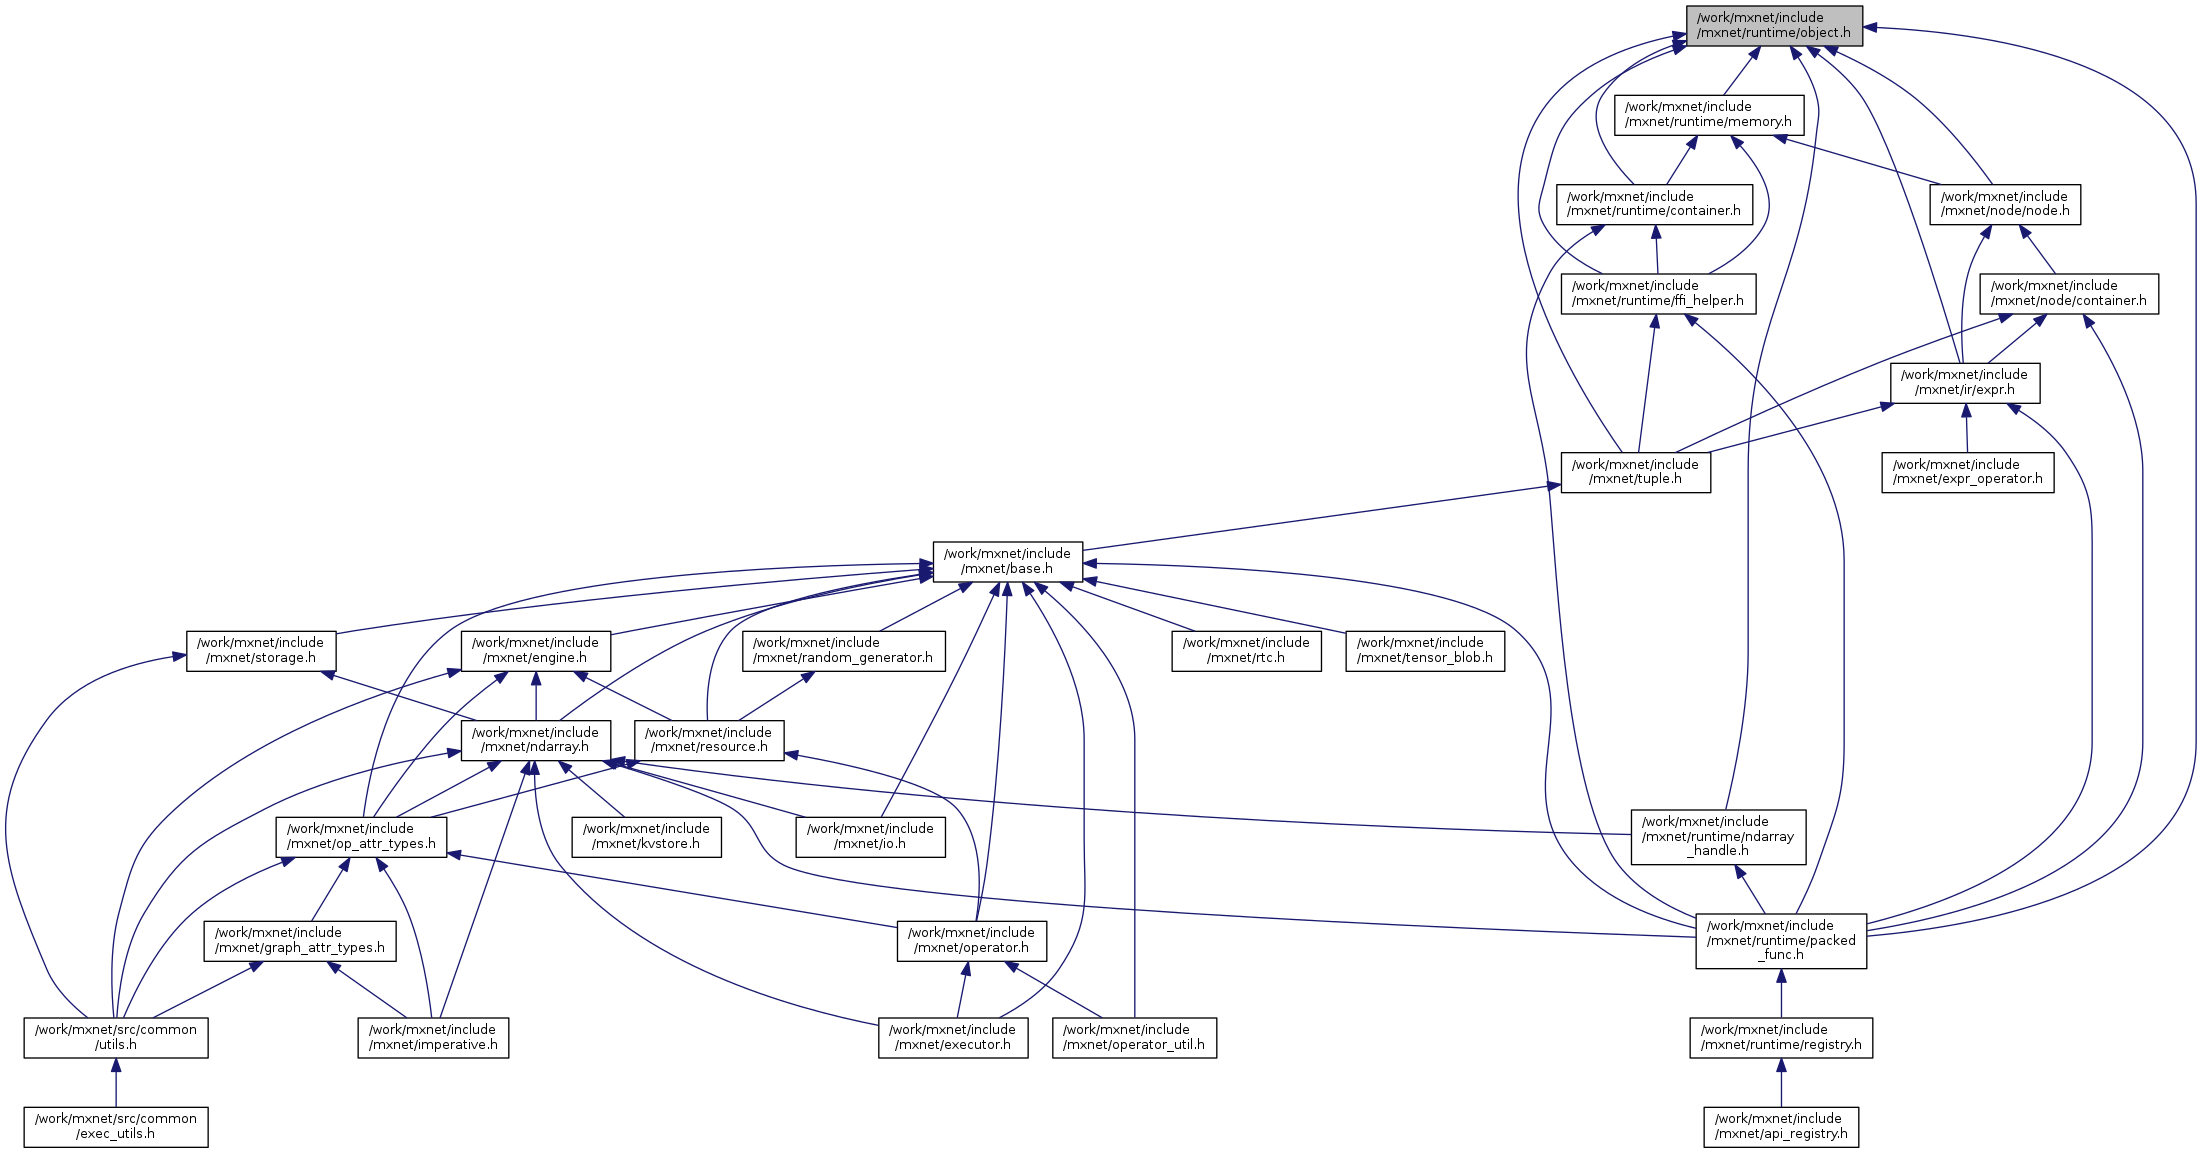 /work/mxnet/include
/mxnet/runtime/object.h
/work/mxnet/include
/mxnet/runtime/memory.h
/work/mxnet/include
/mxnet/runtime/container.h
/work/mxnet/include
/mxnet/node/node.h
/work/mxnet/include
/mxnet/runtime/ffi_helper.h
/work/mxnet/include
/mxnet/node/container.h
/work/mxnet/include
/mxnet/ir/expr.h
/work/mxnet/include
/mxnet/tuple.h
/work/mxnet/include
/mxnet/expr_operator.h
/work/mxnet/include
/mxnet/base.h
/work/mxnet/include
/mxnet/storage.h
/work/mxnet/include
/mxnet/engine.h
/work/mxnet/include
/mxnet/random_generator.h
/work/mxnet/include
/mxnet/rtc.h
/work/mxnet/include
/mxnet/tensor_blob.h
/work/mxnet/include
/mxnet/ndarray.h
/work/mxnet/include
/mxnet/resource.h
/work/mxnet/include
/mxnet/op_attr_types.h
/work/mxnet/include
/mxnet/kvstore.h
/work/mxnet/include
/mxnet/io.h
/work/mxnet/include
/mxnet/runtime/ndarray
_handle.h
/work/mxnet/include
/mxnet/graph_attr_types.h
/work/mxnet/include
/mxnet/operator.h
/work/mxnet/include
/mxnet/runtime/packed
_func.h
/work/mxnet/src/common
/utils.h
/work/mxnet/include
/mxnet/imperative.h
/work/mxnet/include
/mxnet/executor.h
/work/mxnet/include
/mxnet/operator_util.h
/work/mxnet/include
/mxnet/runtime/registry.h
/work/mxnet/src/common
/exec_utils.h
/work/mxnet/include
/mxnet/api_registry.h